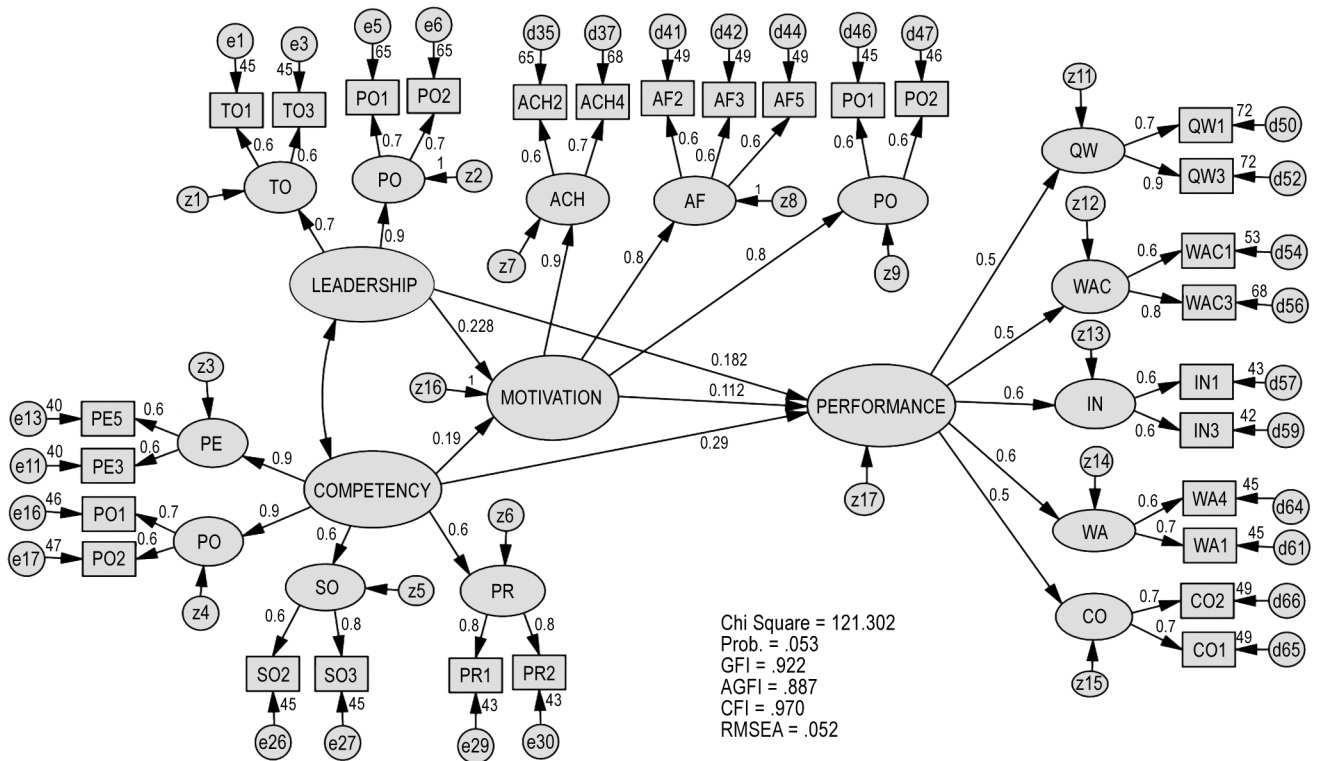 e1
e3
e5
e6
d35
d37
d41
d42
d44
d46
d47
45
45
65
65
65
68
49
49
49
45
46
TO1
TO3
PO1
PO2
ACH2
ACH4
AF2
AF3
AF5
PO1
PO2
0.6
0.6
0.7
0.7
0.6
0.7
0.6
0.6
0.6
0.6
0.6
z1
TO
PO
1
z2
ACH
AF
1
z8
PO
z7
z9
0.7
0.9
0.9
0.8
0.8
LEADERSHIP
0.228
0.182
z16
1
MOTIVATION
0.112
PERFORMANCE
z17
0.19
0.29
COMPETENCY
z3
e13
40
PE5
0.6
e11
40
PE3
0.6
PE
0.9
e16
46
PO1
0.7
e17
47
PO2
0.6
PO
0.9
z4
0.6
0.6
SO
z5
z6
PR
0.6
0.8
0.8
0.8
SO2
SO3
PR1
PR2
45
45
43
43
e26
e27
e29
e30
z11
QW
0.5
0.7
QW1
72
d50
0.9
QW3
72
d52
z12
WAC
0.5
0.6
WAC1
53
d54
0.8
WAC3
68
d56
z13
IN
0.6
0.6
IN1
43
d57
0.6
IN3
42
d59
z14
WA
0.6
0.6
WA4
45
d64
0.7
WA1
45
d61
0.5
CO
z15
0.7
CO2
49
d66
0.7
CO1
49
d65
Chi Square = 121.302
Prob. = .053
GFI = .922
AGFI = .887
CFI = .970
RMSEA = .052